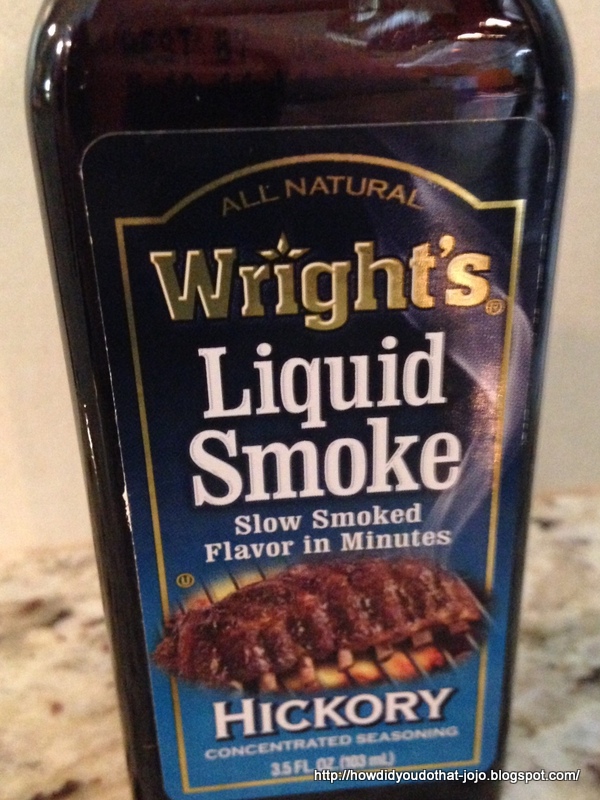 ALL NATURAL
Wright's®
Liquid
Smoke
Slow Smoked
Flavor in Minutes
U
HICKORY
CONCENTRATED SEASONING
3.5 FL. OZ. (103 mL)
http://howdidyoudothat-jojo.blogspot.com/